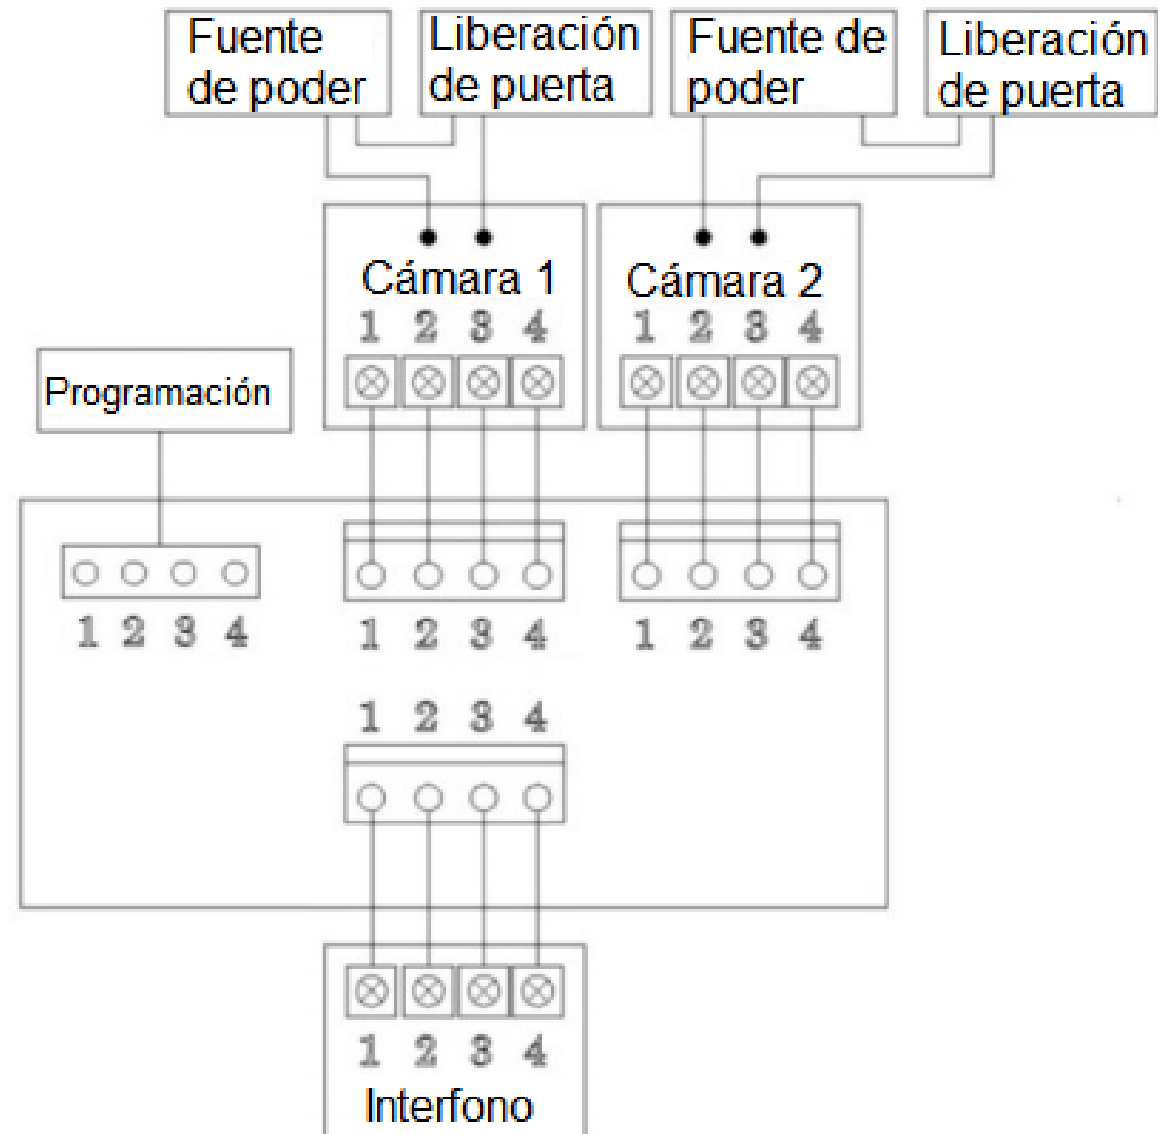 Fuente
de poder
Liberación
de puerta
Fuente de
poder
Liberación
de puerta
Cámara 1
1 2 3 4
Cámara 2
1 2 3 4
Programación
1 2 3 4
1 2 3 4
1 2 3 4
1 2 3 4
1 2 3 4
Interfono